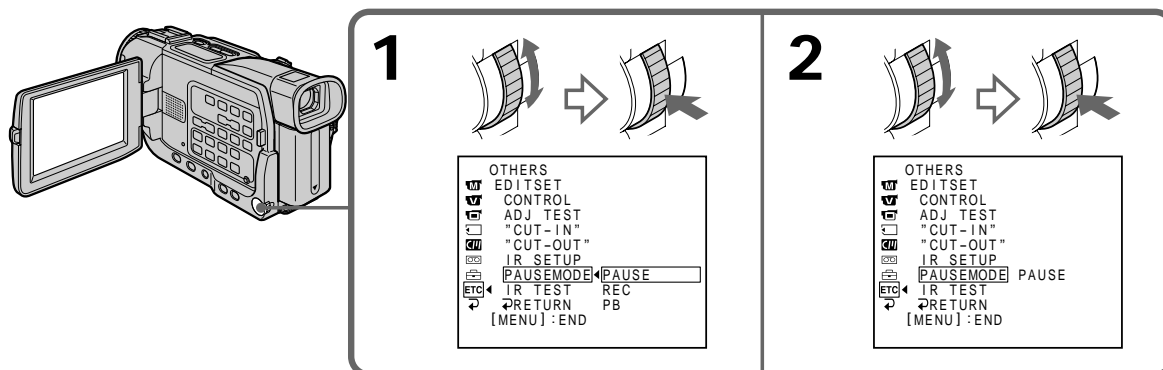 1
OTHERS
EDITSET
CONTROL
ADJ TEST
"CUT-IN"
"CUT-OUT"
IR SETUP
PAUSEMODE PAUSE
ETC IR TEST REC
RETURN PB
[MENU]:END
2
OTHERS
EDITSET
CONTROL
ADJ TEST
"CUT-IN"
"CUT-OUT"
IR SETUP
PAUSEMODE PAUSE
ETC IR TEST
RETURN
[MENU]:END